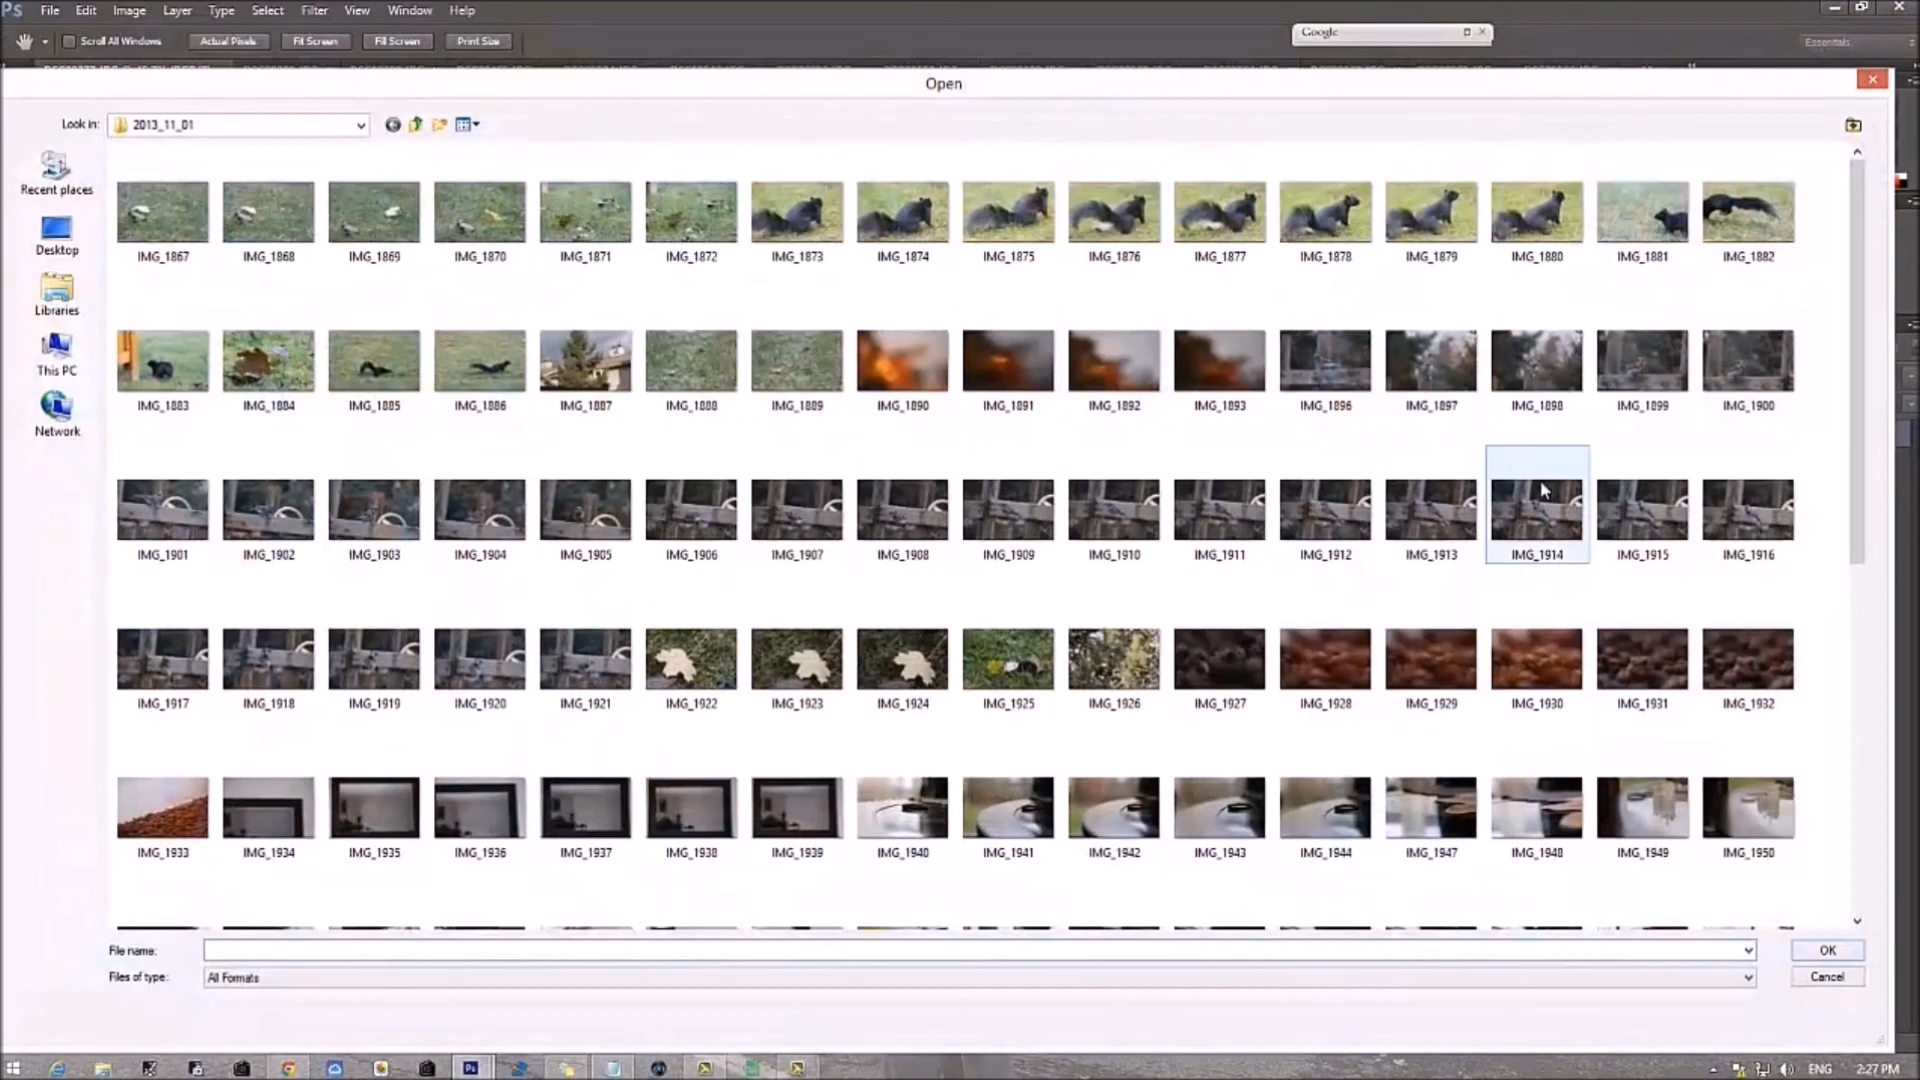 Ps File Edit Image Layer Type Select Filter View Window Help
Scroll All Windows Actual Pixels Fit Screen Fill Screen Print Size
Google
Essentials
Open
Look in: 2013_11_01
Recent places
Desktop
Libraries
This PC
Network
IMG_1867 IMG_1868 IMG_1869 IMG_1870 IMG_1871 IMG_1872 IMG_1873 IMG_1874 IMG_1875 IMG_1876 IMG_1877 IMG_1878 IMG_1879 IMG_1880 IMG_1881 IMG_1882
IMG_1883 IMG_1884 IMG_1885 IMG_1886 IMG_1887 IMG_1888 IMG_1889 IMG_1890 IMG_1891 IMG_1892 IMG_1893 IMG_1896 IMG_1897 IMG_1898 IMG_1899 IMG_1900
IMG_1901 IMG_1902 IMG_1903 IMG_1904 IMG_1905 IMG_1906 IMG_1907 IMG_1908 IMG_1909 IMG_1910 IMG_1911 IMG_1912 IMG_1913 IMG_1914 IMG_1915 IMG_1916
IMG_1917 IMG_1918 IMG_1919 IMG_1920 IMG_1921 IMG_1922 IMG_1923 IMG_1924 IMG_1925 IMG_1926 IMG_1927 IMG_1928 IMG_1929 IMG_1930 IMG_1931 IMG_1932
IMG_1933 IMG_1934 IMG_1935 IMG_1936 IMG_1937 IMG_1938 IMG_1939 IMG_1940 IMG_1941 IMG_1942 IMG_1943 IMG_1944 IMG_1947 IMG_1948 IMG_1949 IMG_1950
File name: OK
Files of type: All Formats Cancel
Ps ENG 2:27 PM